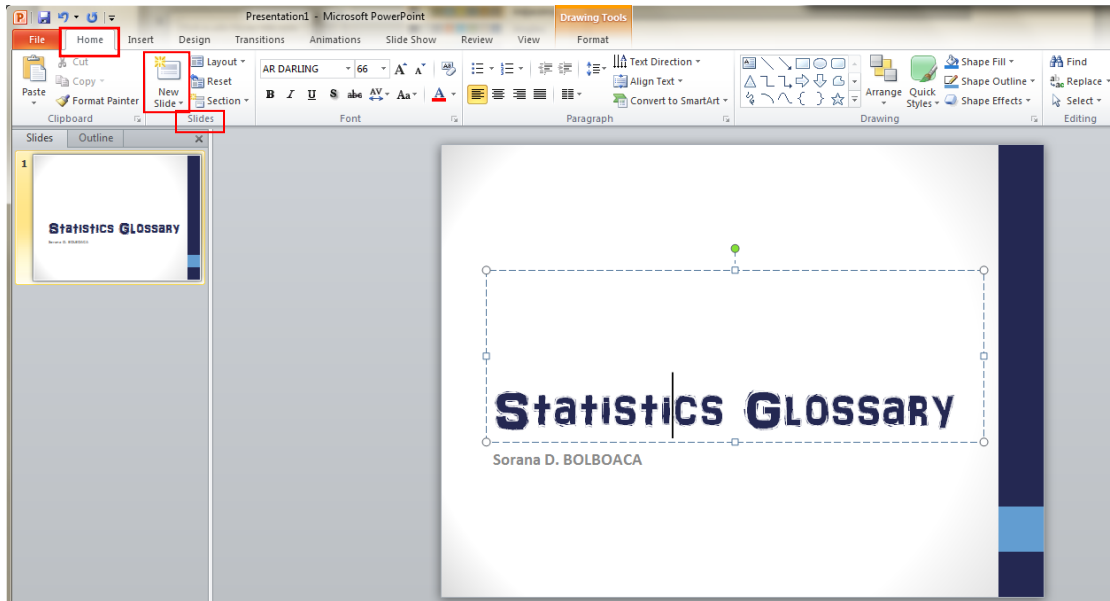 Presentation1 - Microsoft PowerPoint
Drawing Tools
File Home Insert Design Transitions Animations Slide Show Review View Format
Paste
Cut
Copy
Format Painter
Clipboard
New Slide
Layout
Reset
Section
Slides
AR DARLING 66 A A
B I U S abc AV Aa A
Font
Text Direction
Align Text
Convert to SmartArt
Paragraph
Arrange
Quick Styles
Shape Fill
Shape Outline
Shape Effects
Drawing
Find
Replace
Select
Editing
Slides Outline
1
Statistics Glossary
Sorana D. BOLBOACA
Statistics Glossary
Sorana D. BOLBOACA